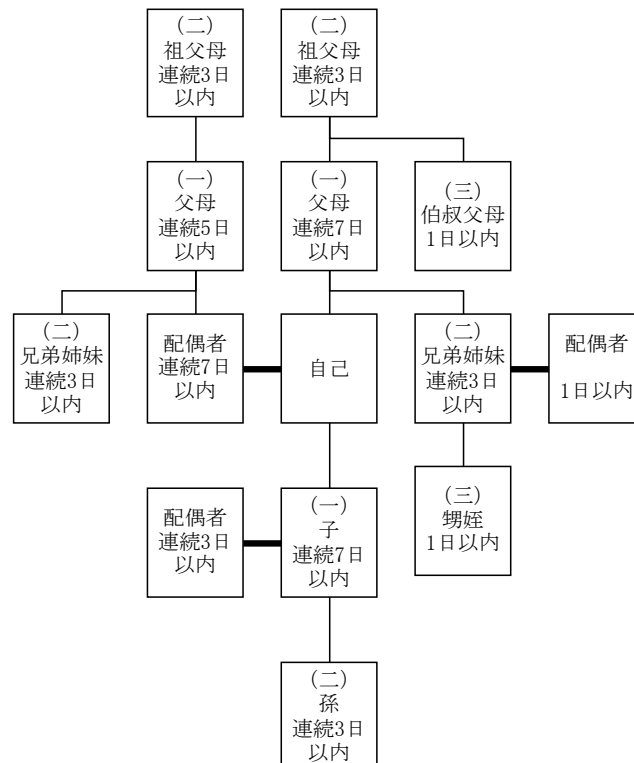 (二)
祖父母
連続3日
以内
(二)
祖父母
連続3日
以内
(一)
父母
連続5日
以内
(一)
父母
連続7日
以内
(三)
伯叔父母
1日以内
(二)
兄弟姉妹
連続3日
以内
配偶者
連続7日
以内
自己
(二)
兄弟姉妹
連続3日
以内
配偶者
1日以内
配偶者
連続3日
以内
(一)
子
連続7日
以内
(三)
甥姪
1日以内
(二)
孫
連続3日
以内